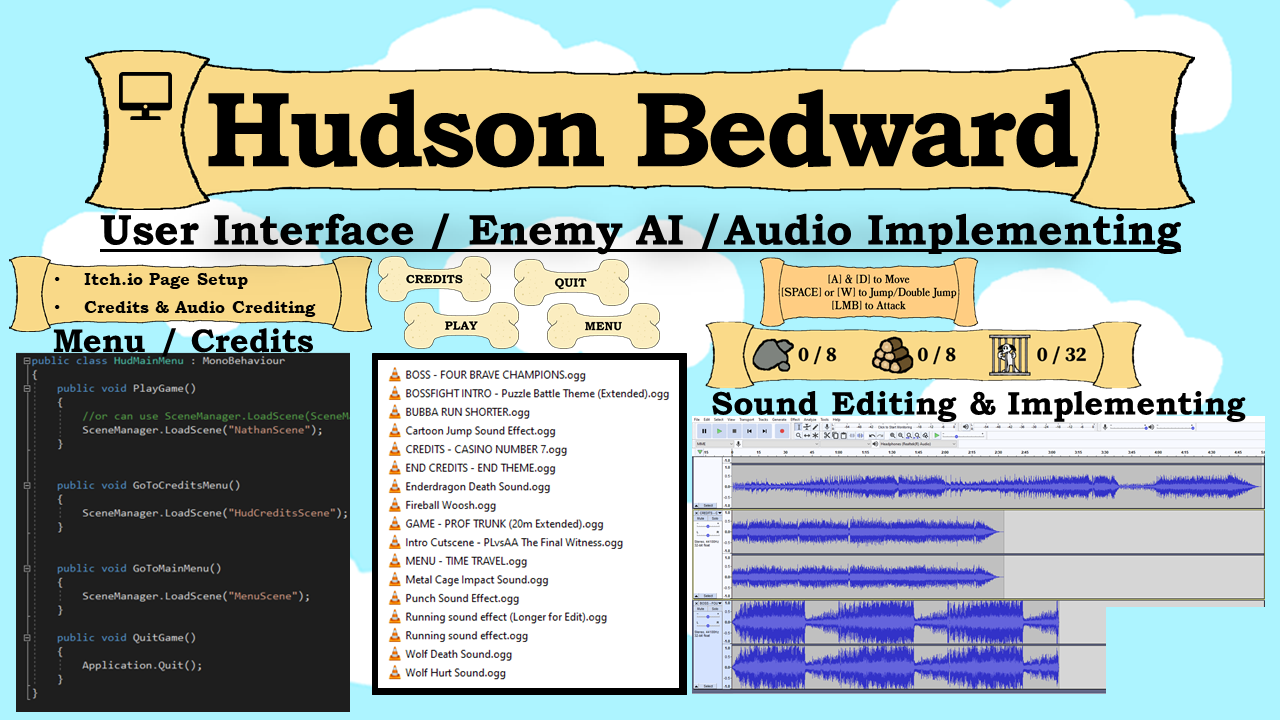 Hudson Bedward
User Interface / Enemy AI /Audio Implementing
• Itch.io Page Setup
• Credits & Audio Crediting
CREDITS
QUIT
PLAY
MENU
[A] & [D] to Move
[SPACE] or [W] to Jump/Double Jump
[LMB] to Attack
0 / 8
0 / 8
0 / 32
Menu / Credits
public class HudMainMenu : MonoBehaviour
{
public void PlayGame()
{
//or can use SceneManager.LoadScene(SceneM
SceneManager.LoadScene("NathanScene");
}
public void GoToCreditsMenu()
{
SceneManager.LoadScene("HudCreditsScene");
}
public void GoToMainMenu()
{
SceneManager.LoadScene("MenuScene");
}
public void QuitGame()
{
Application.Quit();
}
}
BOSS - FOUR BRAVE CHAMPIONS.ogg
BOSSFIGHT INTRO - Puzzle Battle Theme (Extended).ogg
BUBBA RUN SHORTER.ogg
Cartoon Jump Sound Effect.ogg
CREDITS - CASINO NUMBER 7.ogg
END CREDITS - END THEME.ogg
Enderdragon Death Sound.ogg
Fireball Woosh.ogg
GAME - PROF TRUNK (20m Extended).ogg
Intro Cutscene - PLvsAA The Final Witness.ogg
MENU - TIME TRAVEL.ogg
Metal Cage Impact Sound.ogg
Punch Sound Effect.ogg
Running sound effect (Longer for Edit).ogg
Running sound effect.ogg
Wolf Death Sound.ogg
Wolf Hurt Sound.ogg
Sound Editing & Implementing